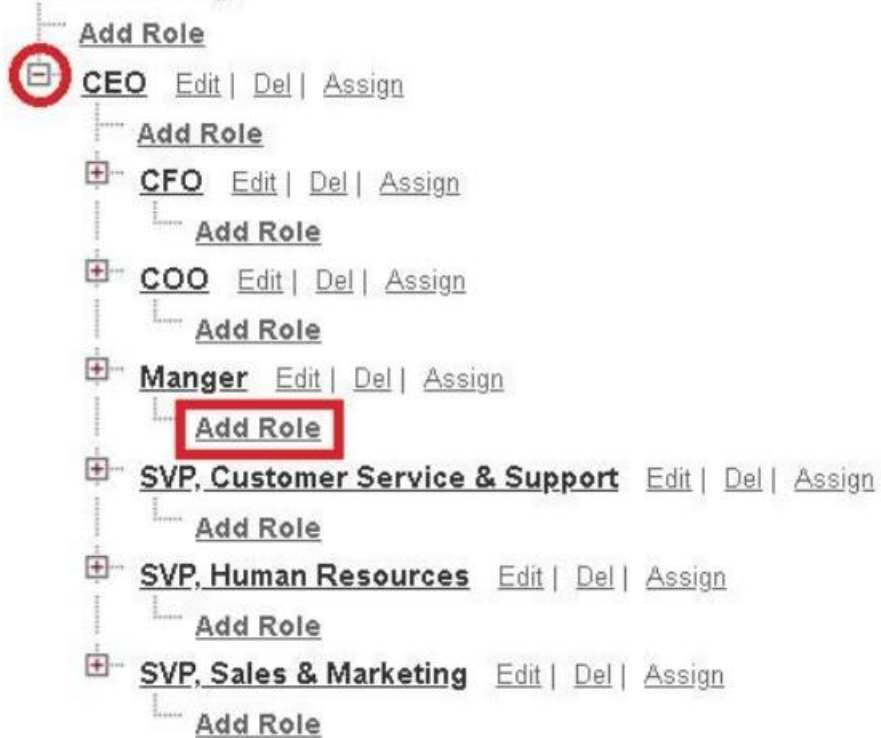 Add Role
CEO Edit | Del | Assign
Add Role
CFO Edit | Del | Assign
Add Role
COO Edit | Del | Assign
Add Role
Manger Edit | Del | Assign
Add Role
SVP, Customer Service & Support Edit | Del | Assign
Add Role
SVP, Human Resources Edit | Del | Assign
Add Role
SVP, Sales & Marketing Edit | Del | Assign
Add Role